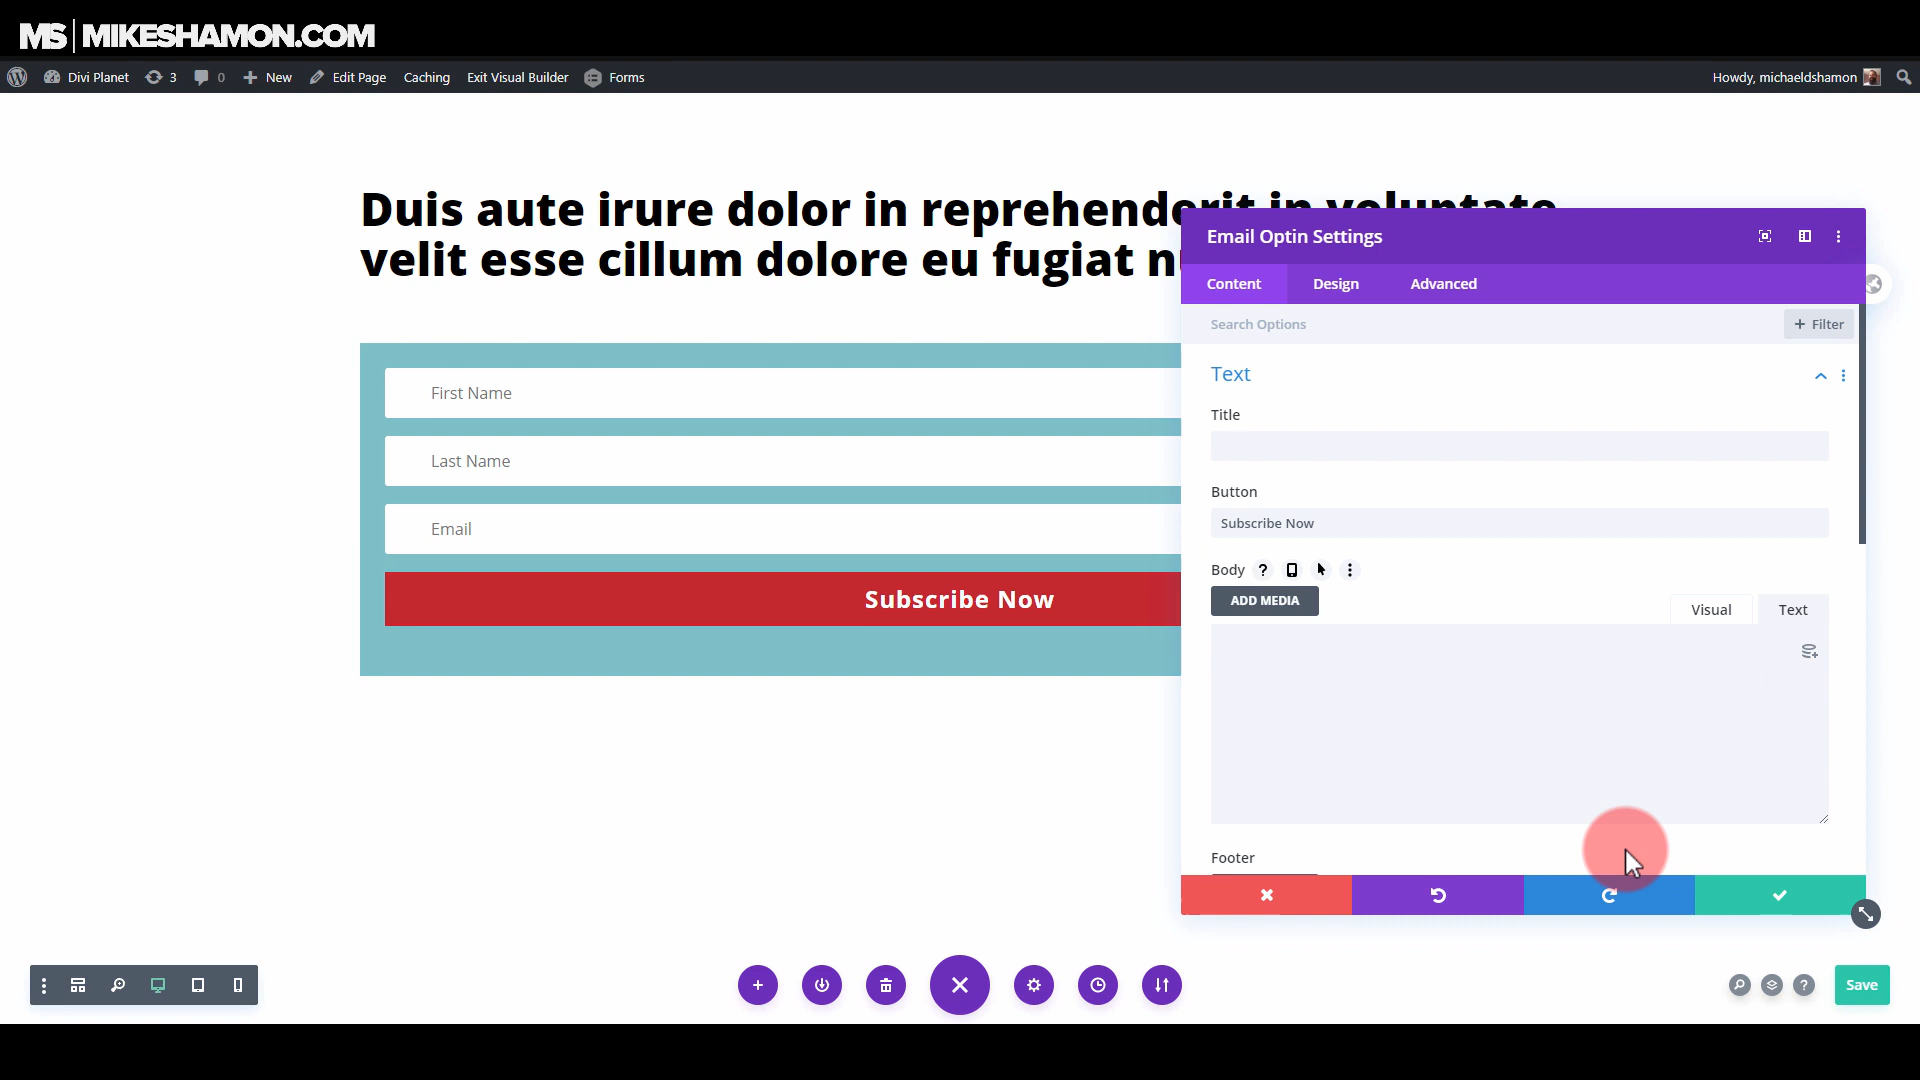 MS | MIKESHAMON.COM
Divi Planet 3 0 New Edit Page Caching Exit Visual Builder Forms Howdy, michaeldshamon
Duis aute irure dolor in reprehenderit in voluptate
velit esse cillum dolore eu fugiat
Email Optin Settings
Content Design Advanced
Search Options + Filter
Text
Title
Button
Subscribe Now
Body ?
ADD MEDIA
Visual Text
Footer
First Name
Last Name
Email
Subscribe Now
? Save